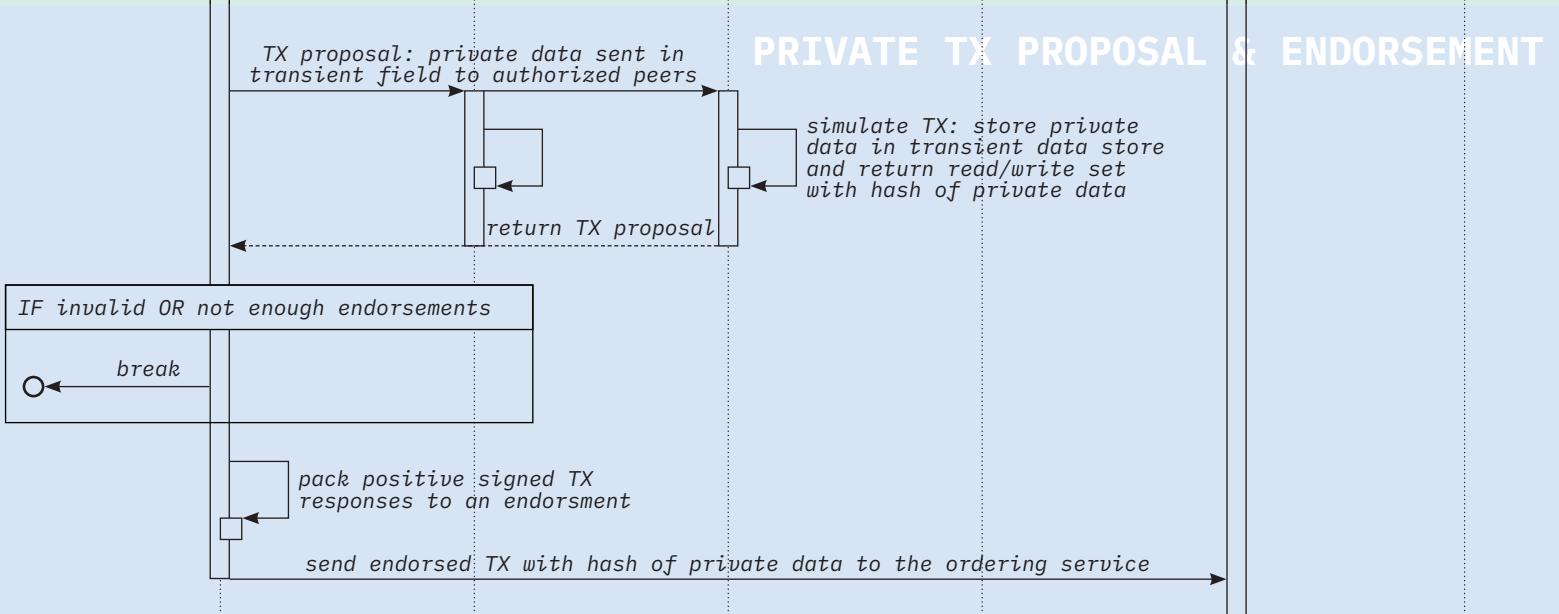 PRIVATE TX PROPOSAL & ENDORSEMENT
TX proposal: private data sent in
transient field to authorized peers
simulate TX: store private
data in transient data store
and return read/write set
with hash of private data
return TX proposal
IF invalid OR not enough endorsements
break
pack positive signed TX
responses to an endorsment
send endorsed TX with hash of private data to the ordering service